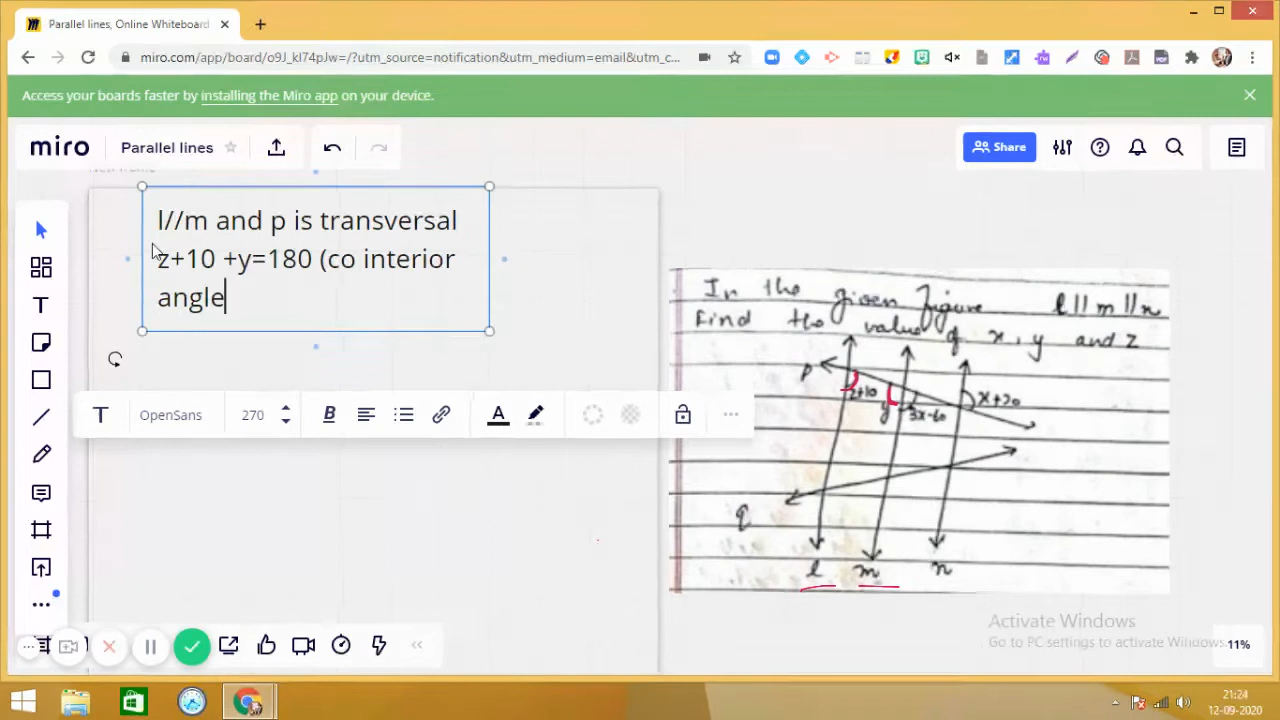 Parallel lines, Online Whiteboard
miro.com/app/board/o9J_kl74pJw=/?utm_source=notification&utm_medium=email&utm_c...
Access your boards faster by installing the Miro app on your device.
miro
Parallel lines
Share
l//m and p is transversal
z+10 +y=180 (co interior
angle
OpenSans
270
B
A
In the given figure l || m || n
Find the value of x, y and z
p
z+10
y
3x-60
x+20
q
l m n
Activate Windows
Go to PC settings to activate Windows.
11%
21:24
12-09-2020